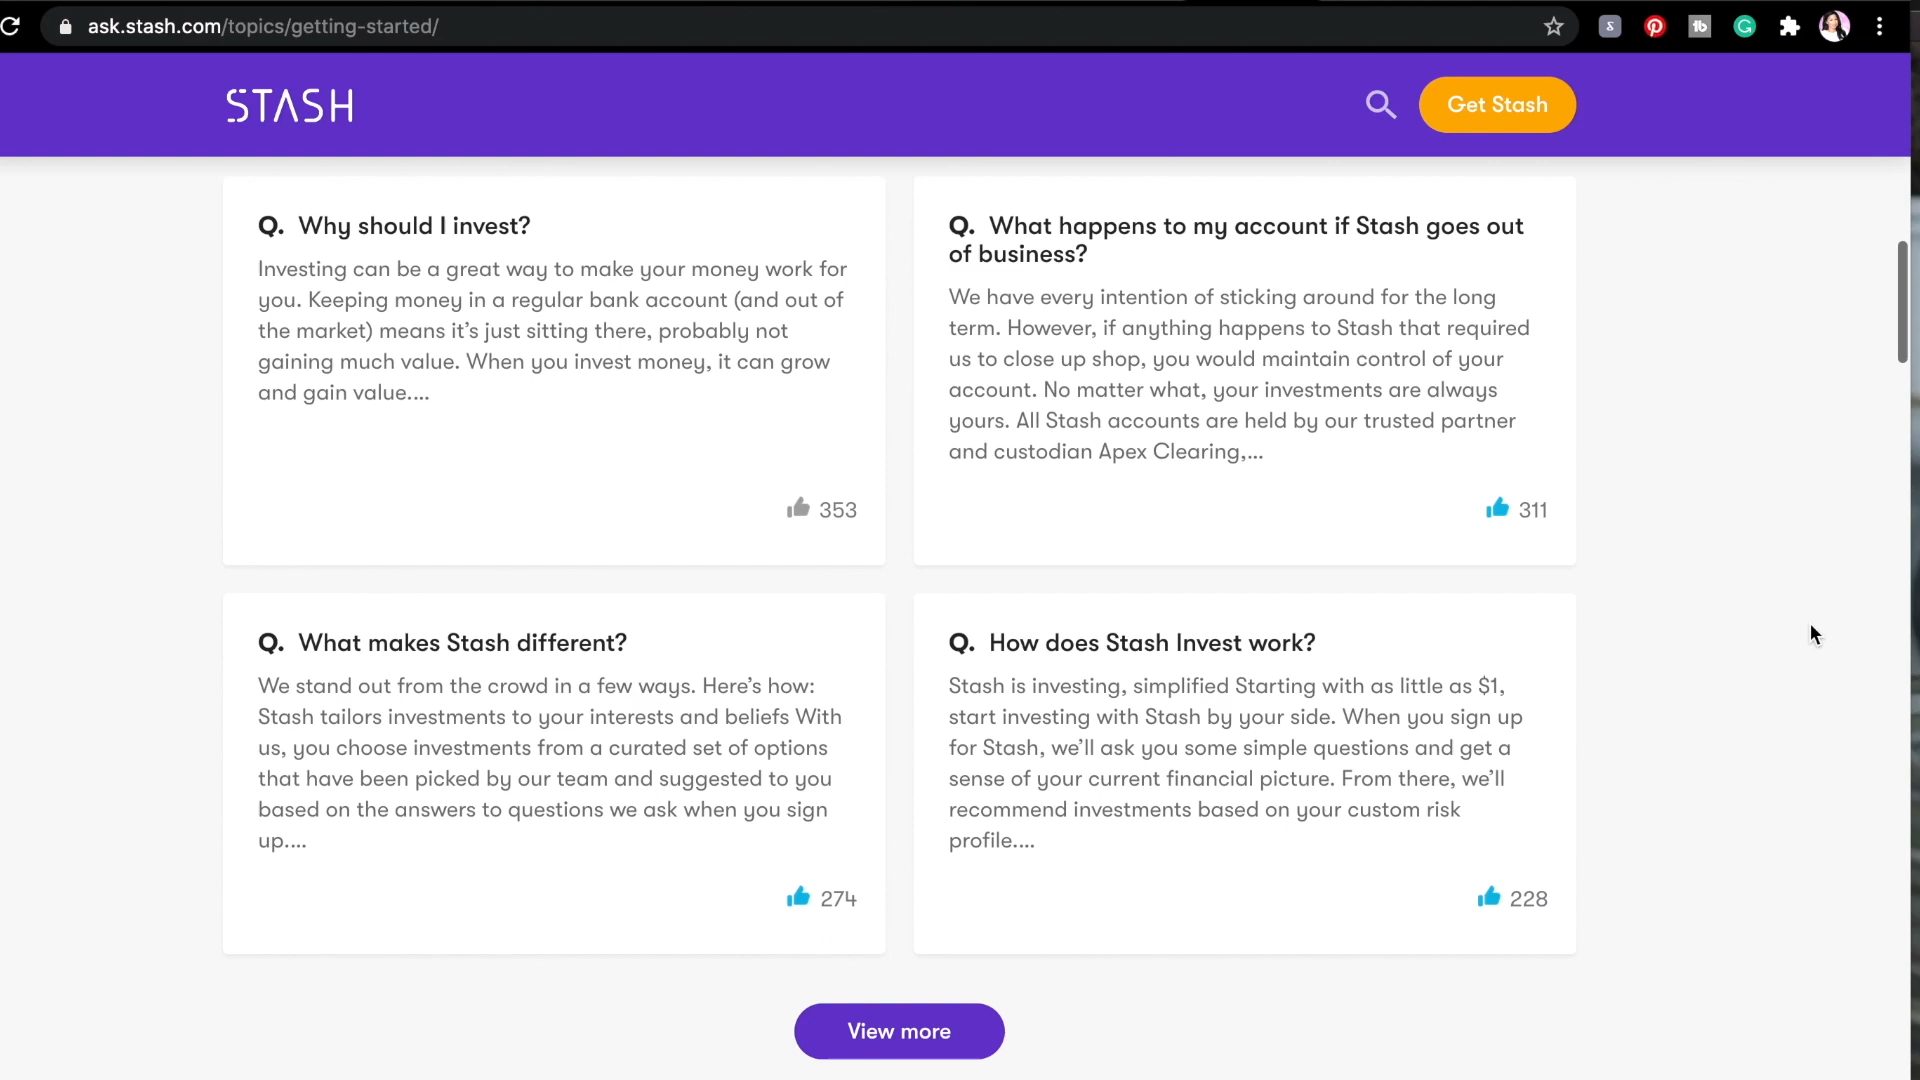 ask.stash.com/topics/getting-started/
STASH
Get Stash
Q. Why should I invest?
Investing can be a great way to make your money work for
you. Keeping money in a regular bank account (and out of
the market) means it’s just sitting there, probably not
gaining much value. When you invest money, it can grow
and gain value....
353
Q. What happens to my account if Stash goes out
of business?
We have every intention of sticking around for the long
term. However, if anything happens to Stash that required
us to close up shop, you would maintain control of your
account. No matter what, your investments are always
yours. All Stash accounts are held by our trusted partner
and custodian Apex Clearing,...
311
Q. What makes Stash different?
We stand out from the crowd in a few ways. Here’s how:
Stash tailors investments to your interests and beliefs With
us, you choose investments from a curated set of options
that have been picked by our team and suggested to you
based on the answers to questions we ask when you sign
up....
274
Q. How does Stash Invest work?
Stash is investing, simplified Starting with as little as $1,
start investing with Stash by your side. When you sign up
for Stash, we’ll ask you some simple questions and get a
sense of your current financial picture. From there, we’ll
recommend investments based on your custom risk
profile....
228
View more